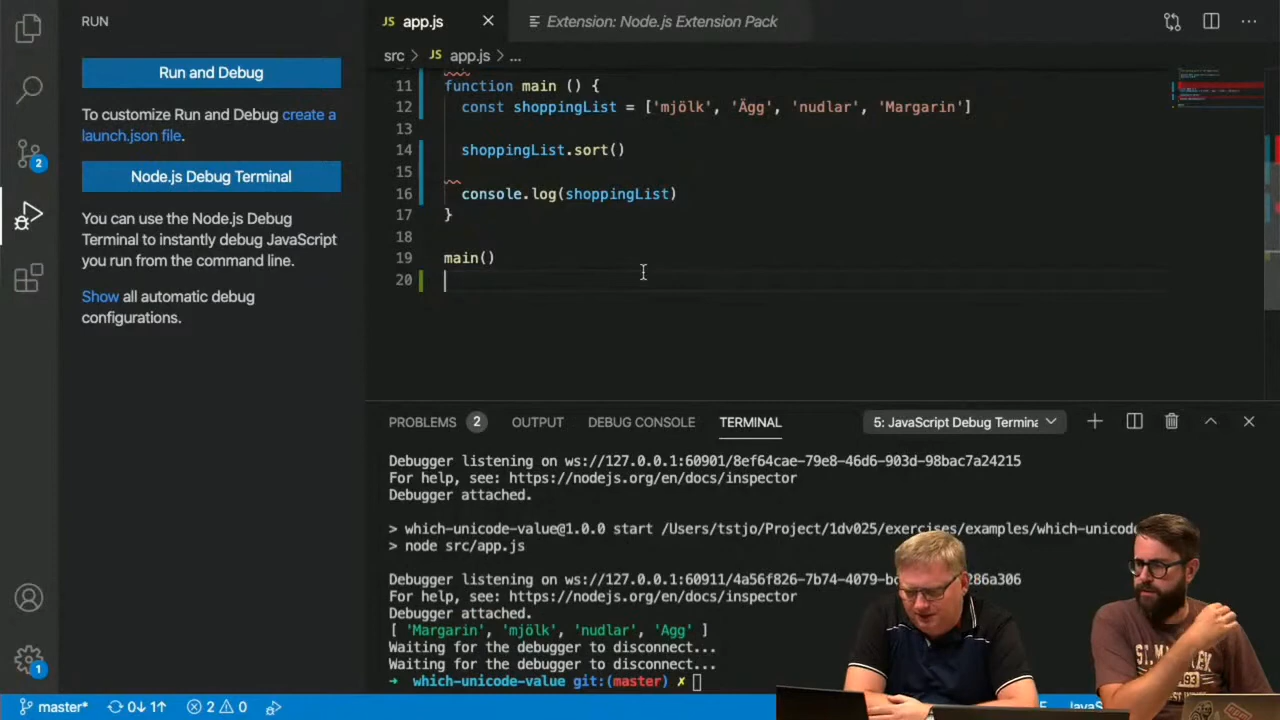 RUN
Run and Debug
To customize Run and Debug create a
launch.json file.
Node.js Debug Terminal
You can use the Node.js Debug
Terminal to instantly debug JavaScript
you run from the command line.
Show all automatic debug
configurations.
2
1
JS app.js
Extension: Node.js Extension Pack
src > JS app.js > ...
11 function main () {
12 const shoppingList = ['mjölk', 'Ägg', 'nudlar', 'Margarin']
13
14 shoppingList.sort()
15
16 console.log(shoppingList)
17 }
18
19 main()
20
PROBLEMS 2 OUTPUT DEBUG CONSOLE TERMINAL 5: JavaScript Debug Termina
Debugger listening on ws://127.0.0.1:60901/8ef64cae-79e8-46d6-903d-98bac7a24215
For help, see: https://nodejs.org/en/docs/inspector
Debugger attached.
> which-unicode-value@1.0.0 start /Users/tstjo/Project/1dv025/exercises/examples/which-unicode
> node src/app.js
Debugger listening on ws://127.0.0.1:60911/4a56f826-7b74-4079-bc 286a306
For help, see: https://nodejs.org/en/docs/inspector
Debugger attached.
[ 'Margarin', 'mjölk', 'nudlar', 'Ägg' ]
Waiting for the debugger to disconnect...
Waiting for the debugger to disconnect...
→ which-unicode-value git:(master) ✗
master* 0↓ 1↑ 2 0
JavaS